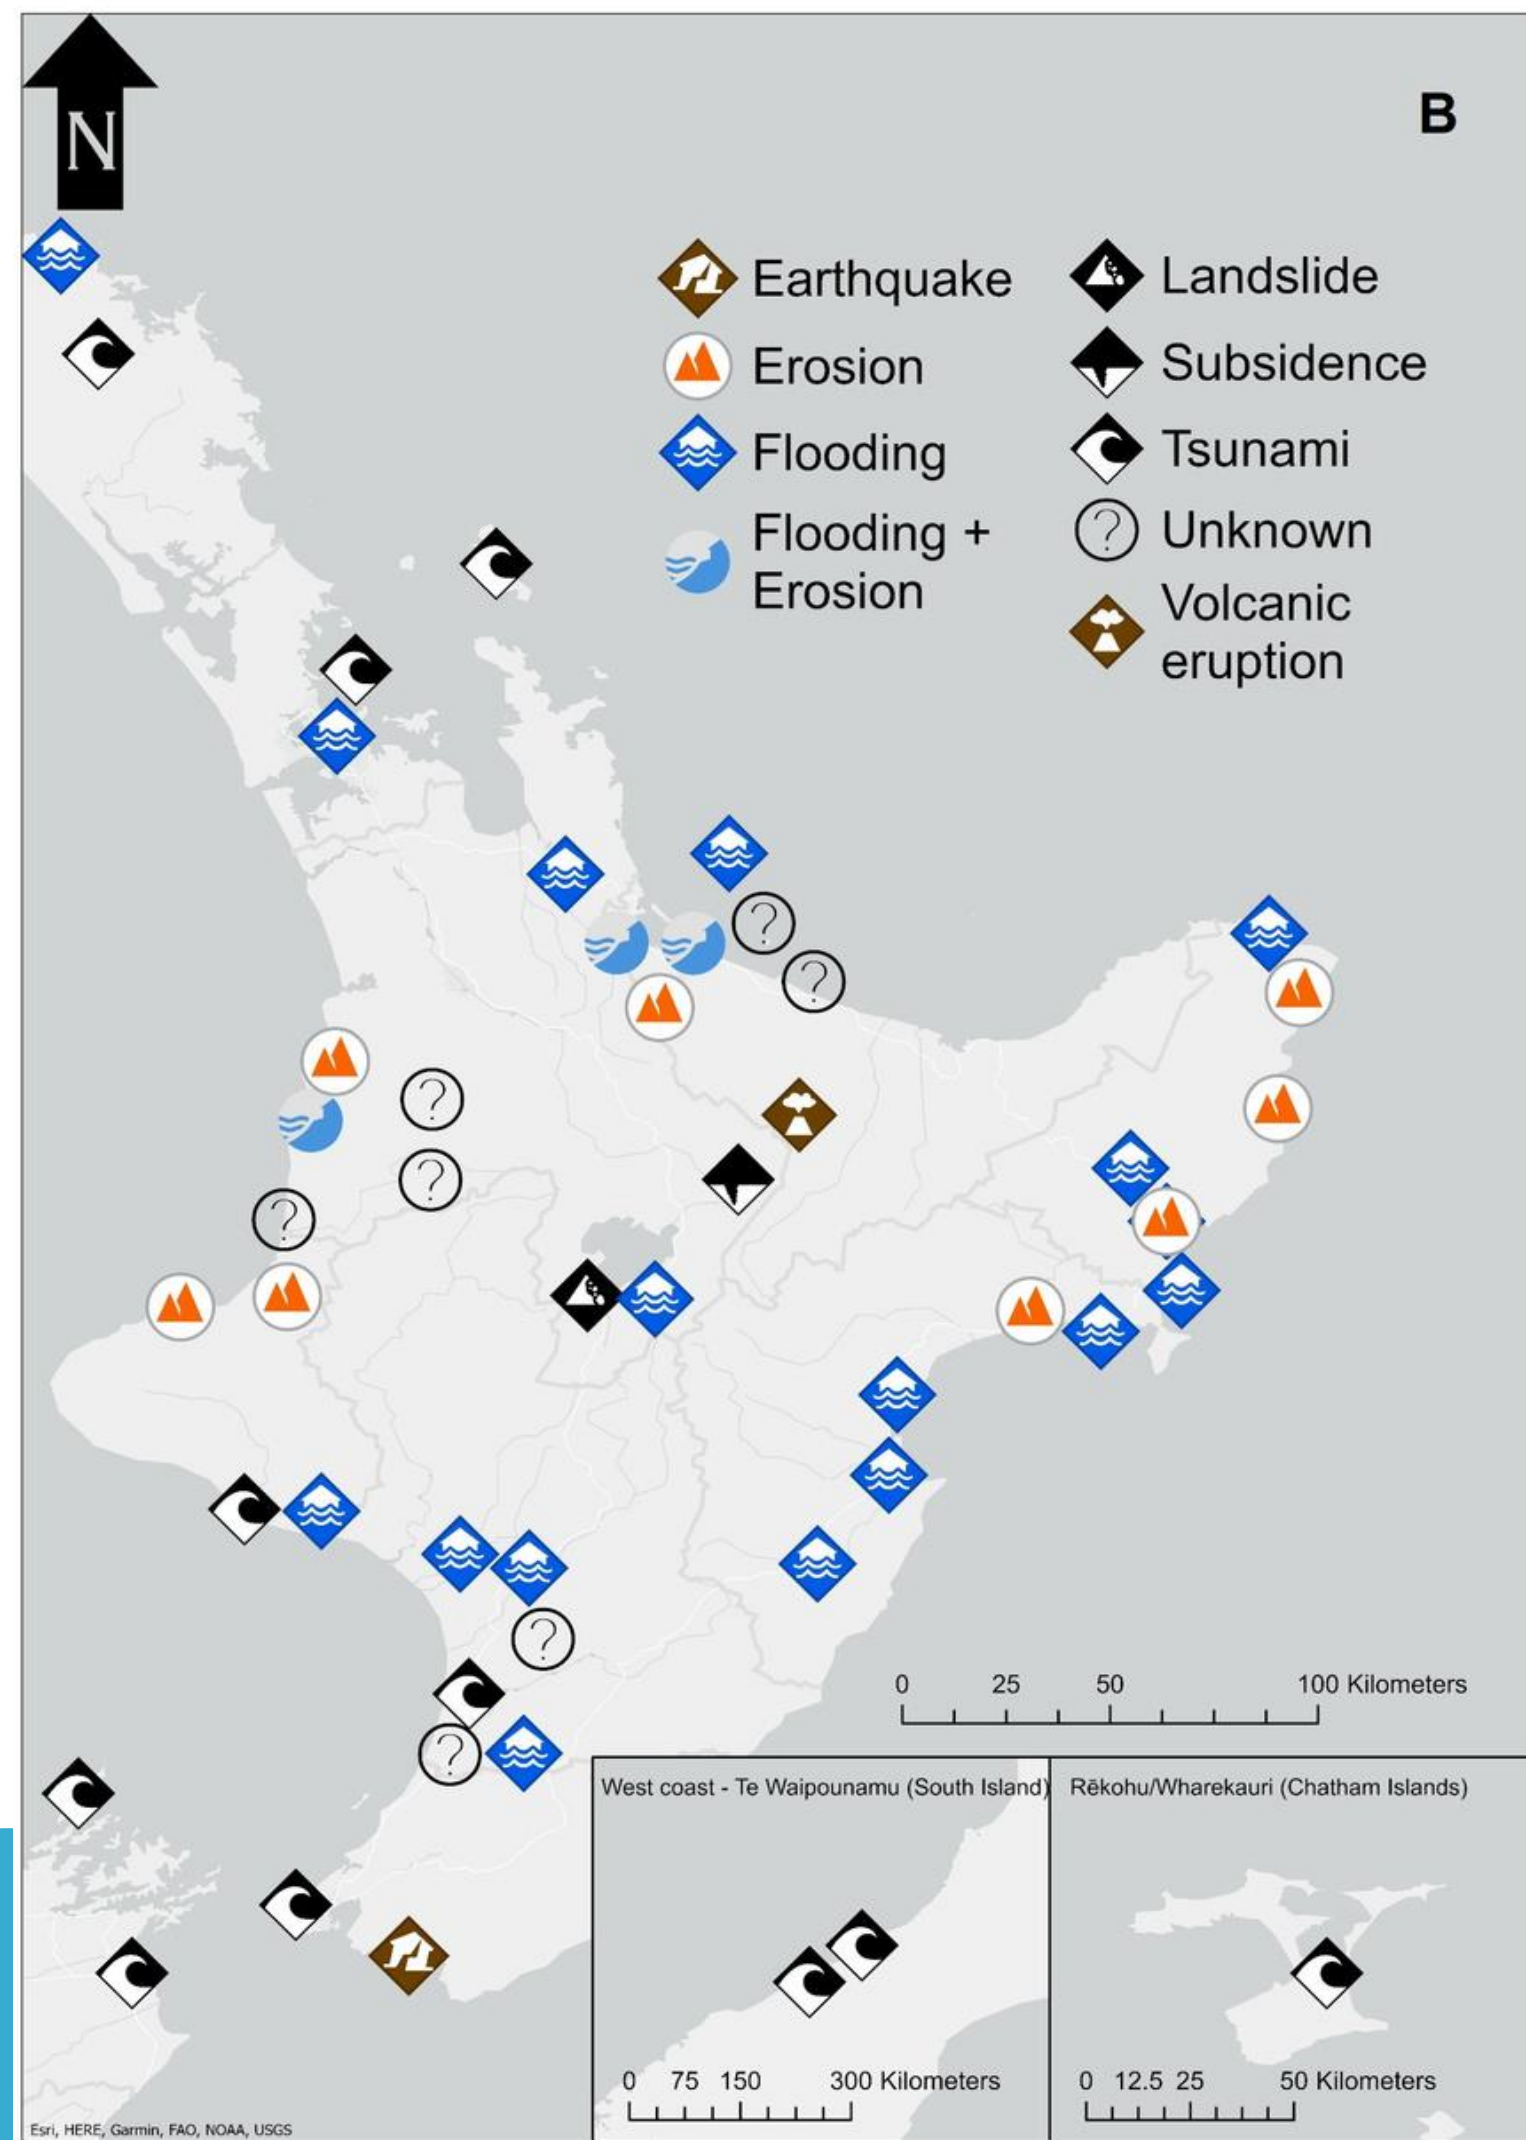 N
B
Earthquake
Erosion
Flooding
Flooding +
Erosion
Landslide
Subsidence
Tsunami
? Unknown
Volcanic
eruption
?
?
?
?
?
?
?
0 25 50 100 Kilometers
West coast - Te Waipounamu (South Island)
0 75 150 300 Kilometers
Rēkohu/Wharekauri (Chatham Islands)
0 12.5 25 50 Kilometers
Esri, HERE, Garmin, FAO, NOAA, USGS